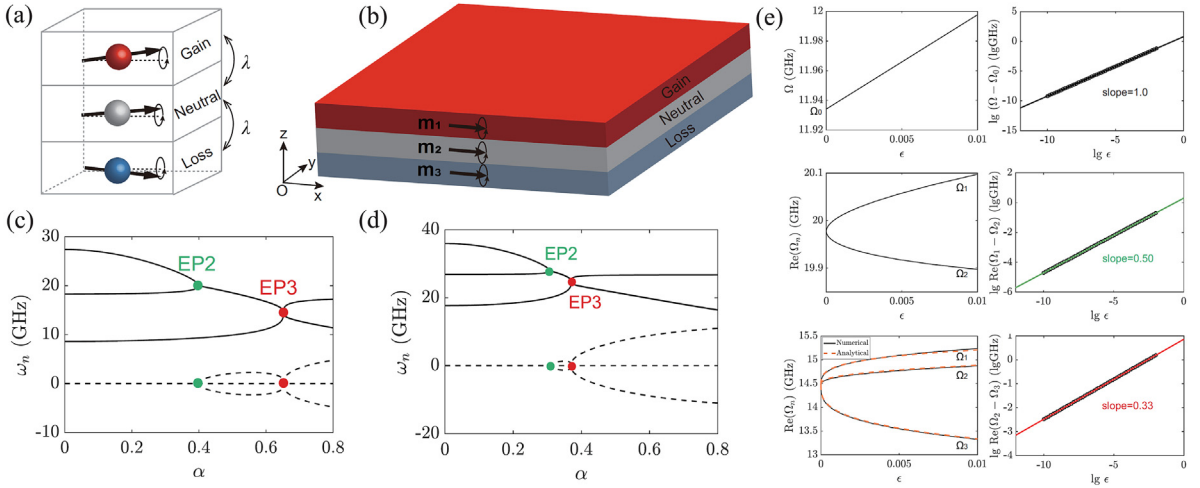 (a)
Gain
λ
Neutral
λ
Loss
(b)
Gain
Neutral
Loss
m₁
m₂
m₃
z
y
O
x
(c)
30
20
10
0
-10
ωₙ (GHz)
EP2
EP3
0
0.2
0.4
0.6
0.8
α
(d)
40
20
0
-20
ωₙ (GHz)
EP2
EP3
0
0.2
0.4
0.6
0.8
α
(e)
12
11.98
11.96
11.94
11.92
Ω (GHz)
Ω₀
0
0.005
0.01
ϵ
5
0
-5
-10
-15
lg (Ω − Ω₀) (lgGHz)
slope=1.0
-10
-5
0
lg ϵ
20.1
20
19.9
Re(Ωₙ) (GHz)
Ω₁
Ω₂
0
0.005
0.01
ϵ
2
0
-2
-4
-6
lg Re(Ω₁ − Ω₂) (lgGHz)
slope=0.50
-10
-5
0
lg ϵ
15.5
15
14.5
14
13.5
13
Re(Ωₙ) (GHz)
Numerical
Analytical
Ω₁
Ω₂
Ω₃
0
0.005
0.01
ϵ
1
0
-1
-2
-3
-4
lg Re(Ω₂ − Ω₃) (lgGHz)
slope=0.33
-10
-5
0
lg ϵ